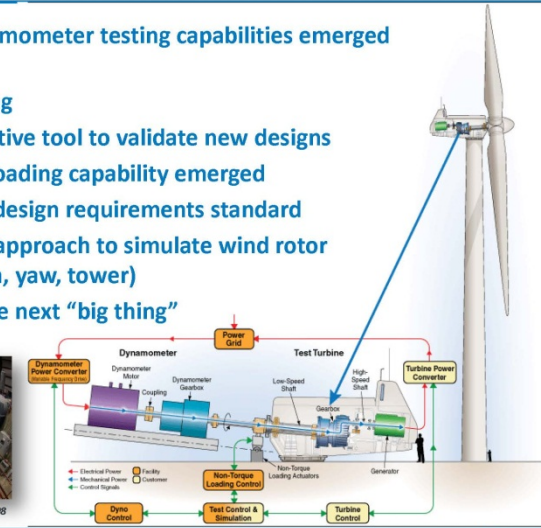 mometer testing capabilities emerged
g
tive tool to validate new designs
oading capability emerged
design requirements standard
approach to simulate wind rotor
, yaw, tower)
e next “big thing”
Power
Grid
Dynamometer
Test Turbine
Dynamometer
Power Converter
(Variable Frequency Drive)
Turbine Power
Converter
Dynamometer
Motor
Coupling
Dynamometer
Gearbox
Low-Speed
Shaft
High-
Speed
Shaft
Gearbox
Generator
Non-Torque
Loading Actuators
Electrical Power
Mechanical Power
Control Signals
Facility
Customer
Non-Torque
Loading Control
Dyno
Control
Test Control &
Simulation
Turbine
Control